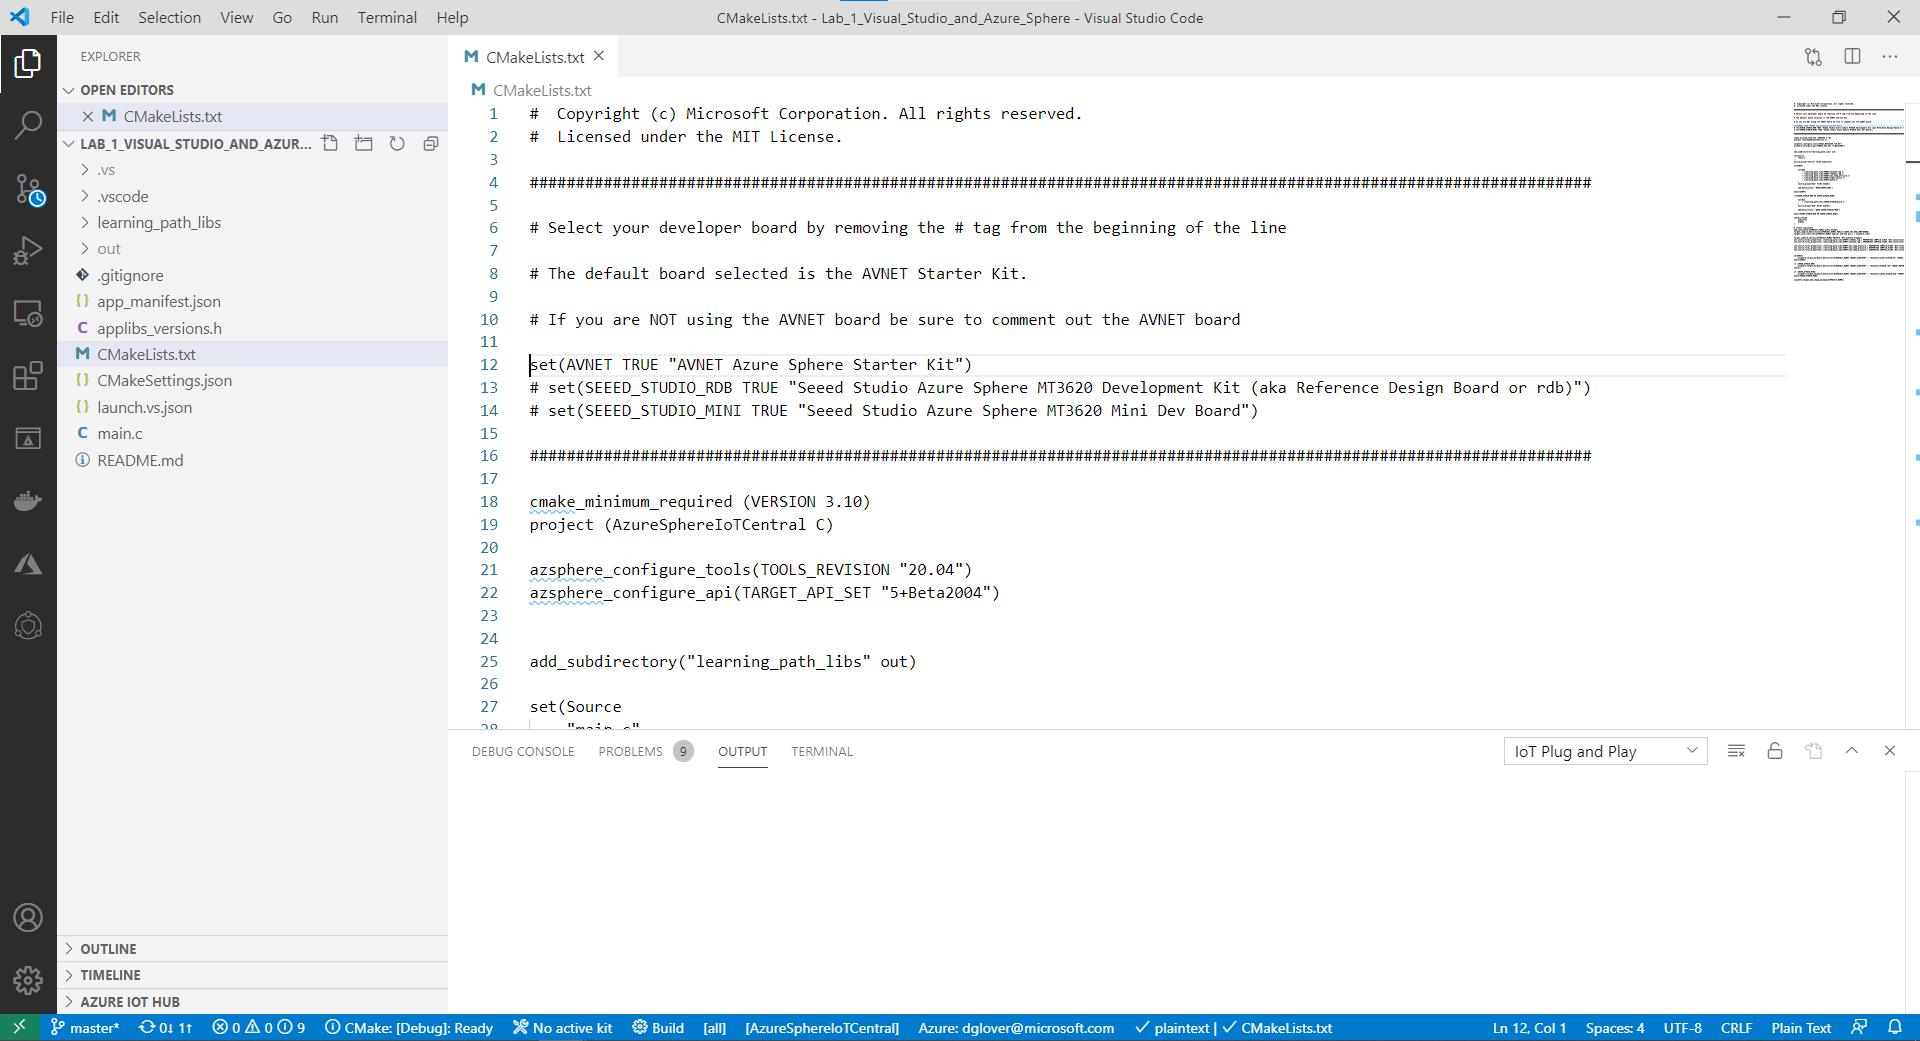 File Edit Selection View Go Run Terminal Help
CMakeLists.txt - Lab_1_Visual_Studio_and_Azure_Sphere - Visual Studio Code
EXPLORER
OPEN EDITORS
CMakeLists.txt
LAB_1_VISUAL_STUDIO_AND_AZUR...
.vs
.vscode
learning_path_libs
out
.gitignore
app_manifest.json
applibs_versions.h
CMakeLists.txt
CMakeSettings.json
launch.vs.json
main.c
README.md
OUTLINE
TIMELINE
AZURE IOT HUB
CMakeLists.txt
CMakeLists.txt
1 #  Copyright (c) Microsoft Corporation. All rights reserved.
2 #  Licensed under the MIT License.
3
4 ###################################################################################################################
5
6 # Select your developer board by removing the # tag from the beginning of the line
7
8 # The default board selected is the AVNET Starter Kit.
9
10 # If you are NOT using the AVNET board be sure to comment out the AVNET board
11
12 set(AVNET TRUE "AVNET Azure Sphere Starter Kit")
13 # set(SEEED_STUDIO_RDB TRUE "Seeed Studio Azure Sphere MT3620 Development Kit (aka Reference Design Board or rdb)")
14 # set(SEEED_STUDIO_MINI TRUE "Seeed Studio Azure Sphere MT3620 Mini Dev Board")
15
16 ###################################################################################################################
17
18 cmake_minimum_required (VERSION 3.10)
19 project (AzureSphereIoTCentral C)
20
21 azsphere_configure_tools(TOOLS_REVISION "20.04")
22 azsphere_configure_api(TARGET_API_SET "5+Beta2004")
23
24
25 add_subdirectory("learning_path_libs" out)
26
27 set(Source
28 "main.c"
DEBUG CONSOLE PROBLEMS 9 OUTPUT TERMINAL
IoT Plug and Play
master* 0↓ 1↑ 0 0 9 CMake: [Debug]: Ready No active kit Build [all] [AzureSphereIoTCentral] Azure: dglover@microsoft.com plaintext | CMakeLists.txt Ln 12, Col 1 Spaces: 4 UTF-8 CRLF Plain Text